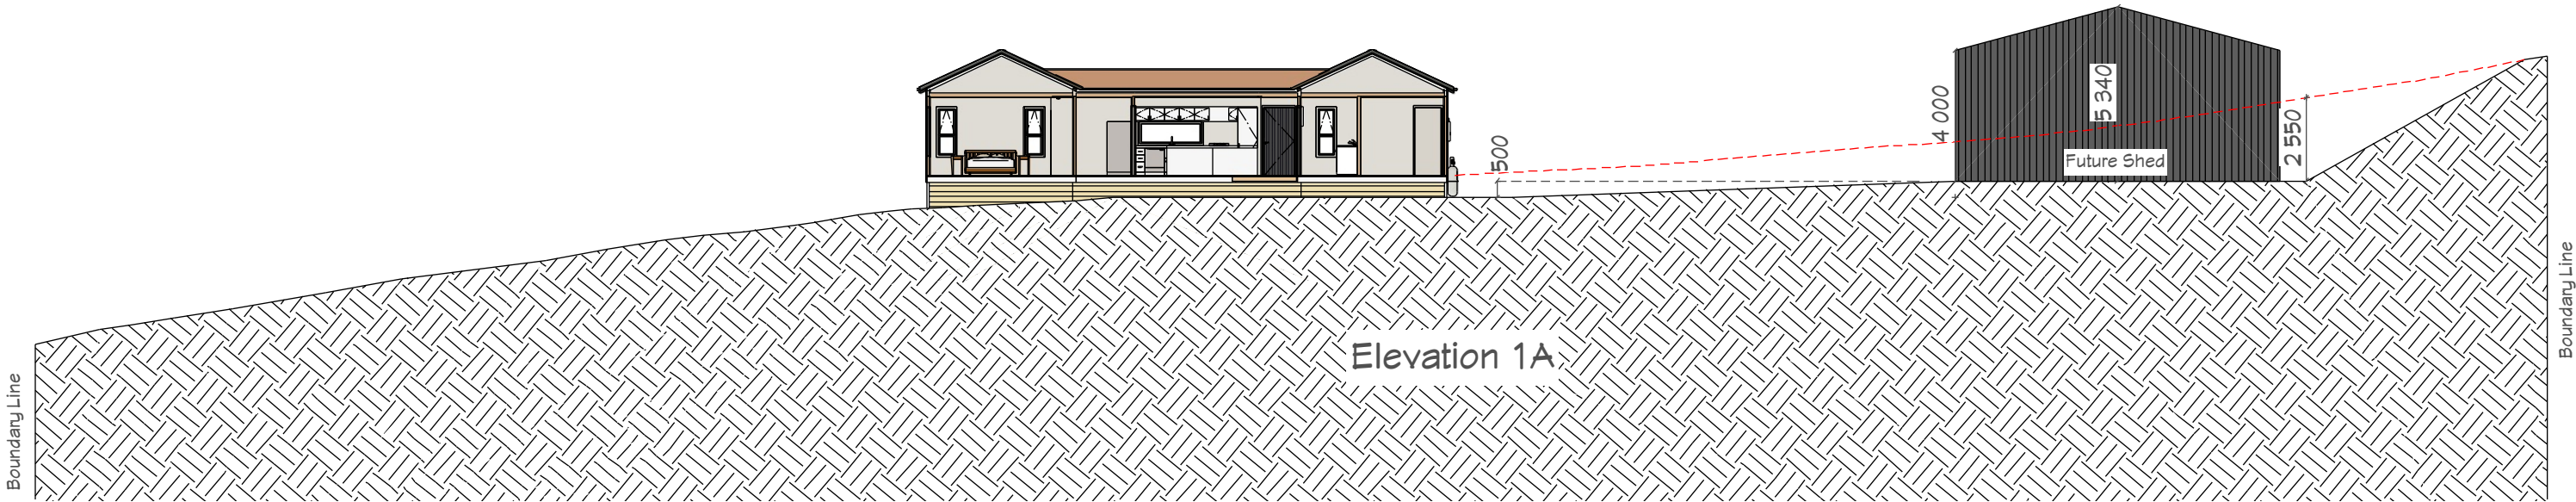 4 000
5 340
500
2 550
Future Shed
Elevation 1A
Boundary Line
Boundary Line